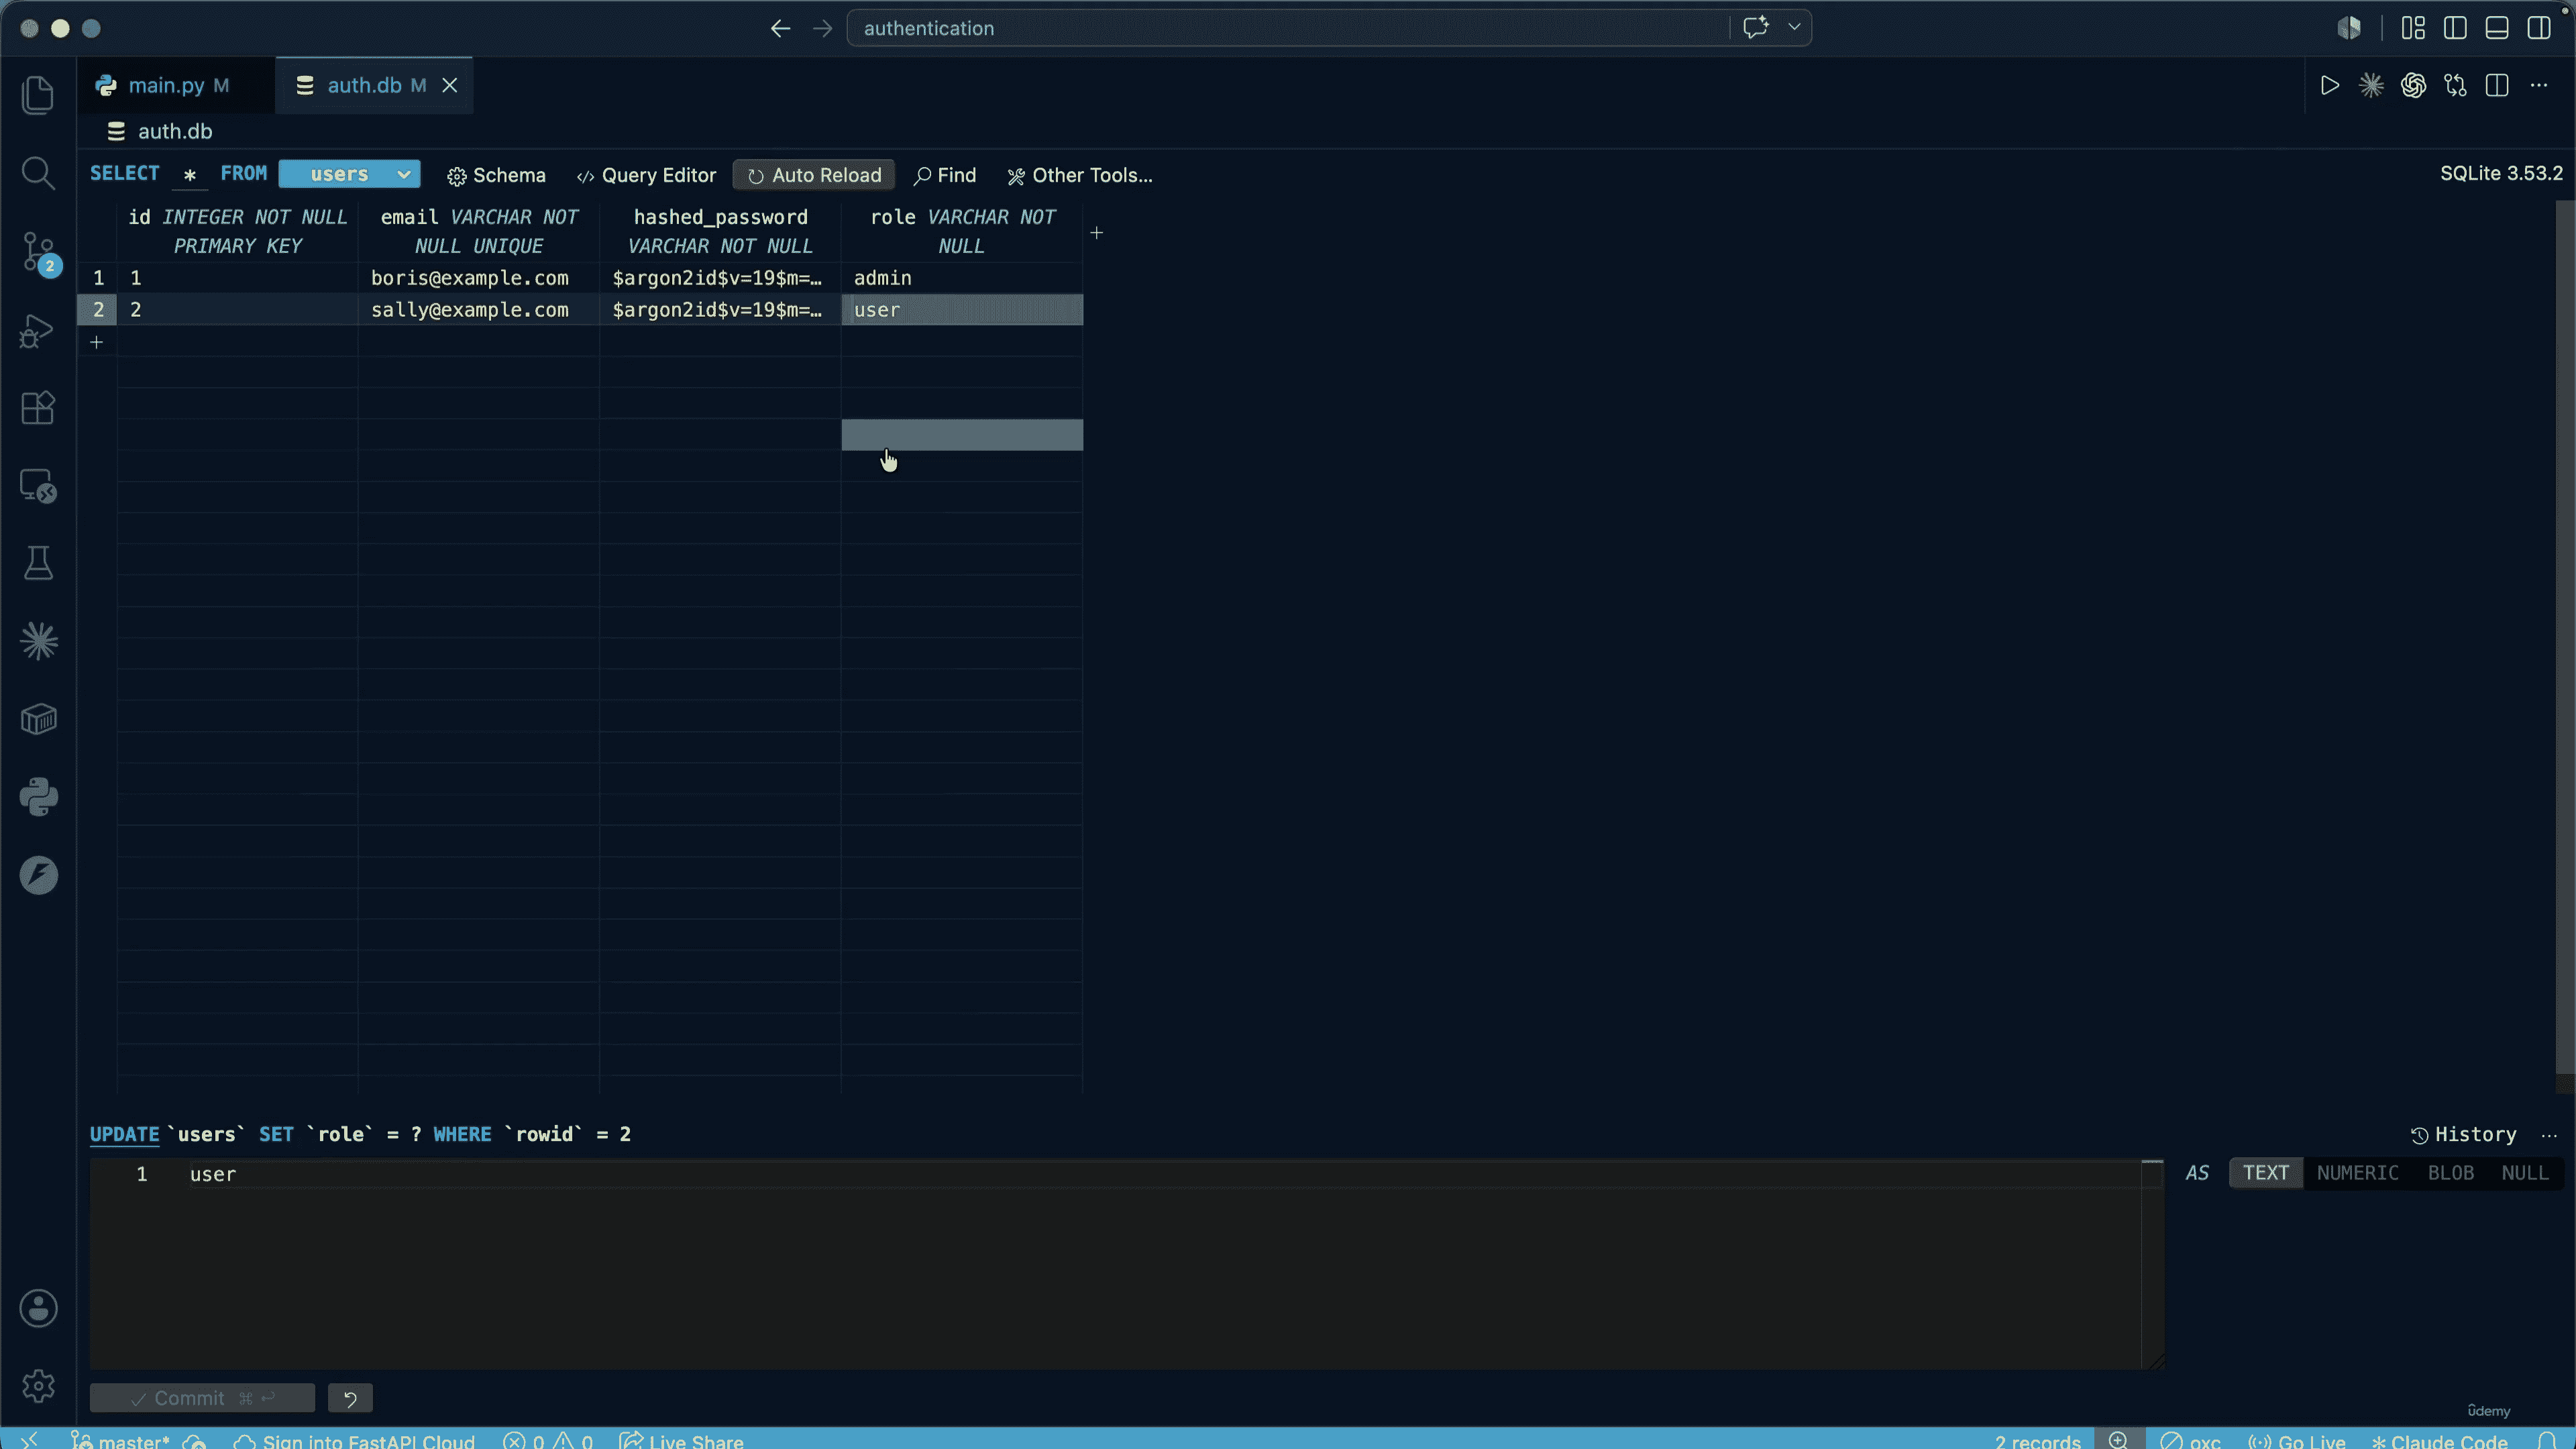 authentication
main.py M
auth.db M
auth.db
SELECT * FROM users Schema Query Editor Auto Reload Find Other Tools... SQLite 3.53.2
id INTEGER NOT NULL PRIMARY KEY
email VARCHAR NOT NULL UNIQUE
hashed_password VARCHAR NOT NULL
role VARCHAR NOT NULL
1 1 boris@example.com $argon2id$v=19$m=… admin
2 2 sally@example.com $argon2id$v=19$m=… user
2
UPDATE `users` SET `role` = ? WHERE `rowid` = 2
History
1 user
AS TEXT NUMERIC BLOB NULL
Commit ⌘ ↩
ûdemy
master* Sign into FastAPI Cloud 0 0 Live Share 2 records oxc Go Live Claude Code